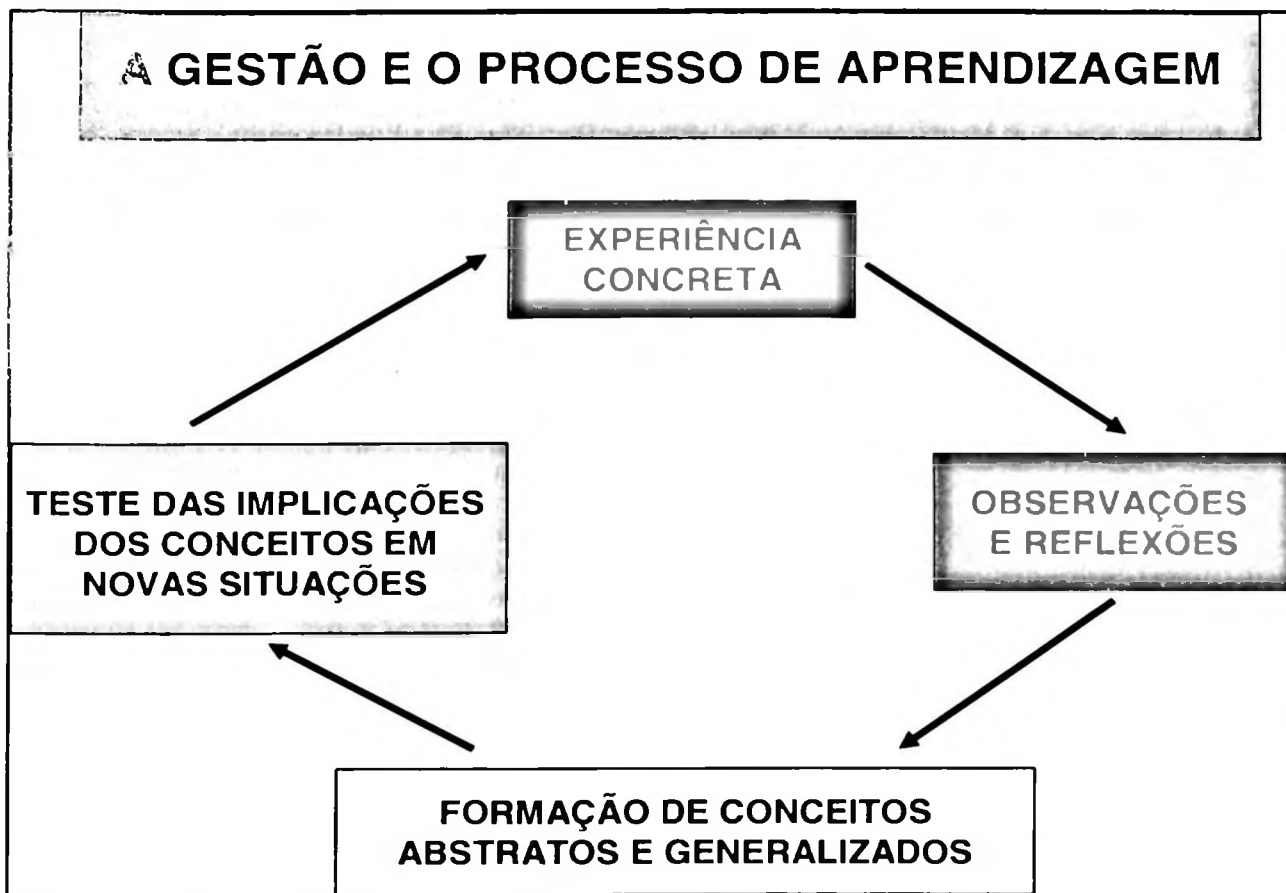 A GESTÃO E O PROCESSO DE APRENDIZAGEM
EXPERIÊNCIA
CONCRETA
OBSERVAÇÕES
E REFLEXÕES
FORMAÇÃO DE CONCEITOS
ABSTRATOS E GENERALIZADOS
TESTE DAS IMPLICAÇÕES
DOS CONCEITOS EM
NOVAS SITUAÇÕES